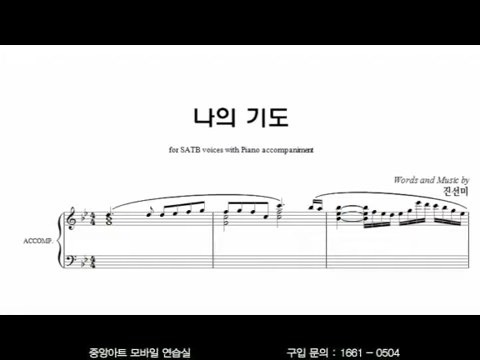 나의 기도
for SATB voices with Piano accompaniment
Words and Music by
진선미
ACCOMP.
중앙아트 모바일 연습실 구입 문의 : 1661 - 0504